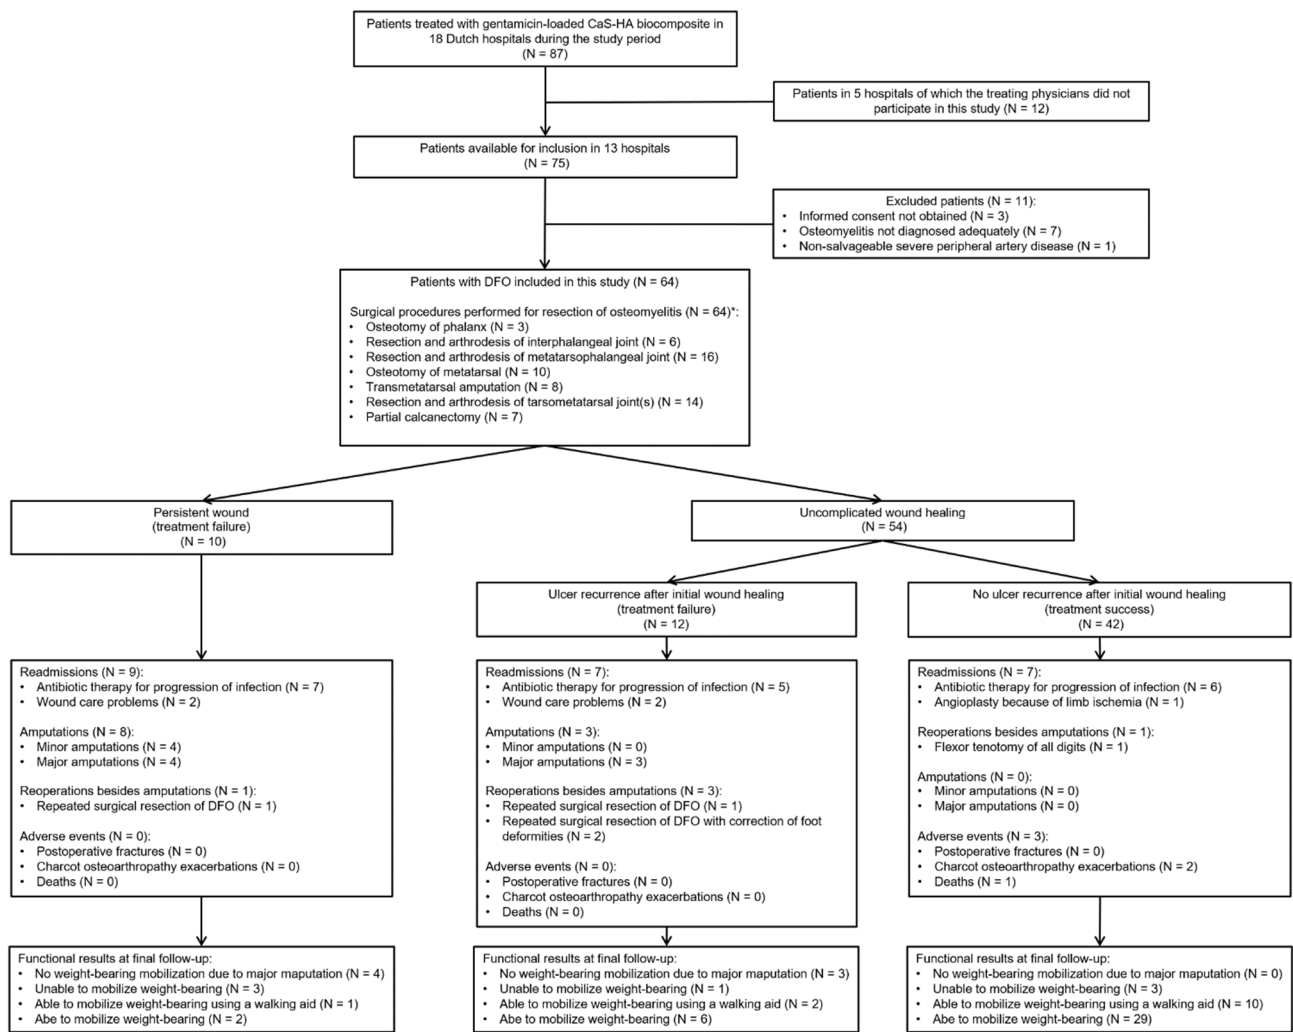 Patients treated with gentamicin-loaded CaS-HA biocomposite in
18 Dutch hospitals during the study period
(N = 87)
Patients in 5 hospitals of which the treating physicians did not
participate in this study (N = 12)
Patients available for inclusion in 13 hospitals
(N = 75)
Excluded patients (N = 11):
• Informed consent not obtained (N = 3)
• Osteomyelitis not diagnosed adequately (N = 7)
• Non-salvageable severe peripheral artery disease (N = 1)
Patients with DFO included in this study (N = 64)
Surgical procedures performed for resection of osteomyelitis (N = 64)*:
• Osteotomy of phalanx (N = 3)
• Resection and arthrodesis of interphalangeal joint (N = 6)
• Resection and arthrodesis of metatarsophalangeal joint (N = 16)
• Osteotomy of metatarsal (N = 10)
• Transmetatarsal amputation (N = 8)
• Resection and arthrodesis of tarsometatarsal joint(s) (N = 14)
• Partial calcanectomy (N = 7)
Persistent wound
(treatment failure)
(N = 10)
Uncomplicated wound healing
(N = 54)
Ulcer recurrence after initial wound healing
(treatment failure)
(N = 12)
No ulcer recurrence after initial wound healing
(treatment success)
(N = 42)
Readmissions (N = 9):
• Antibiotic therapy for progression of infection (N = 7)
• Wound care problems (N = 2)
Amputations (N = 8):
• Minor amputations (N = 4)
• Major amputations (N = 4)
Reoperations besides amputations (N = 1):
• Repeated surgical resection of DFO (N = 1)
Adverse events (N = 0):
• Postoperative fractures (N = 0)
• Charcot osteoarthropathy exacerbations (N = 0)
• Deaths (N = 0)
Readmissions (N = 7):
• Antibiotic therapy for progression of infection (N = 5)
• Wound care problems (N = 2)
Amputations (N = 3):
• Minor amputations (N = 0)
• Major amputations (N = 3)
Reoperations besides amputations (N = 3):
• Repeated surgical resection of DFO (N = 1)
• Repeated surgical resection of DFO with correction of foot
deformities (N = 2)
Adverse events (N = 0):
• Postoperative fractures (N = 0)
• Charcot osteoarthropathy exacerbations (N = 0)
• Deaths (N = 0)
Readmissions (N = 7):
• Antibiotic therapy for progression of infection (N = 6)
• Angioplasty because of limb ischemia (N = 1)
Reoperations besides amputations (N = 1):
• Flexor tenotomy of all digits (N = 1)
Amputations (N = 0):
• Minor amputations (N = 0)
• Major amputations (N = 0)
Adverse events (N = 3):
• Postoperative fractures (N = 0)
• Charcot osteoarthropathy exacerbations (N = 2)
• Deaths (N = 1)
Functional results at final follow-up:
• No weight-bearing mobilization due to major maputation (N = 4)
• Unable to mobilize weight-bearing (N = 3)
• Able to mobilize weight-bearing using a walking aid (N = 1)
• Abe to mobilize weight-bearing (N = 2)
Functional results at final follow-up:
• No weight-bearing mobilization due to major maputation (N = 3)
• Unable to mobilize weight-bearing (N = 1)
• Able to mobilize weight-bearing using a walking aid (N = 2)
• Abe to mobilize weight-bearing (N = 6)
Functional results at final follow-up:
• No weight-bearing mobilization due to major maputation (N = 0)
• Unable to mobilize weight-bearing (N = 3)
• Able to mobilize weight-bearing using a walking aid (N = 10)
• Abe to mobilize weight-bearing (N = 29)